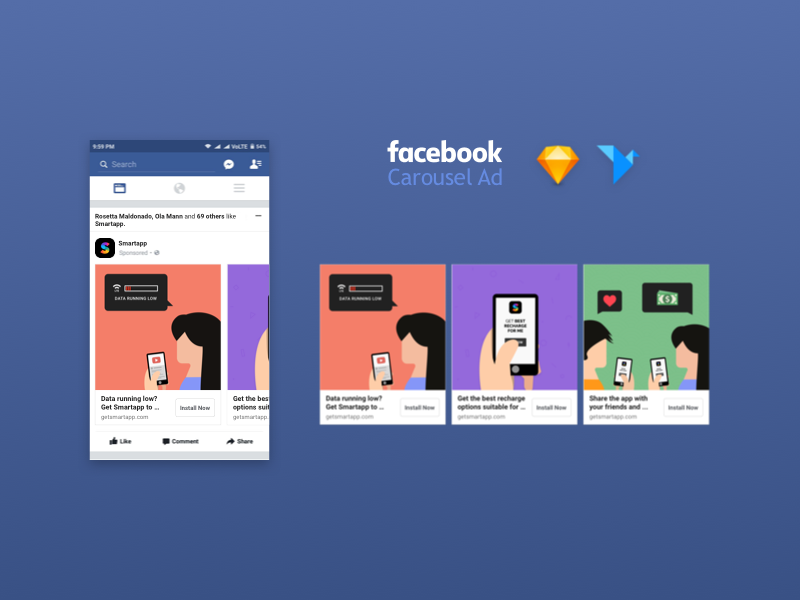 9:59 PM
VoLTE 54%
Search
Rosetta Maldonado, Ola Mann and 69 others like
Smartapp.
Smartapp
Sponsored
DATA RUNNING LOW
Data running low?
Get Smartapp to ...
getsmartapp.com
Install Now
Get the bes
options suit
getsmartapp
Like
Comment
Share
facebook
Carousel Ad
DATA RUNNING LOW
Data running low?
Get Smartapp to ...
getsmartapp.com
Install Now
GET BEST
RECHARGE
FOR ME
Get the best recharge
options suitable for ...
getsmartapp.com
Install Now
Share the app with
your friends and ...
getsmartapp.com
Install Now